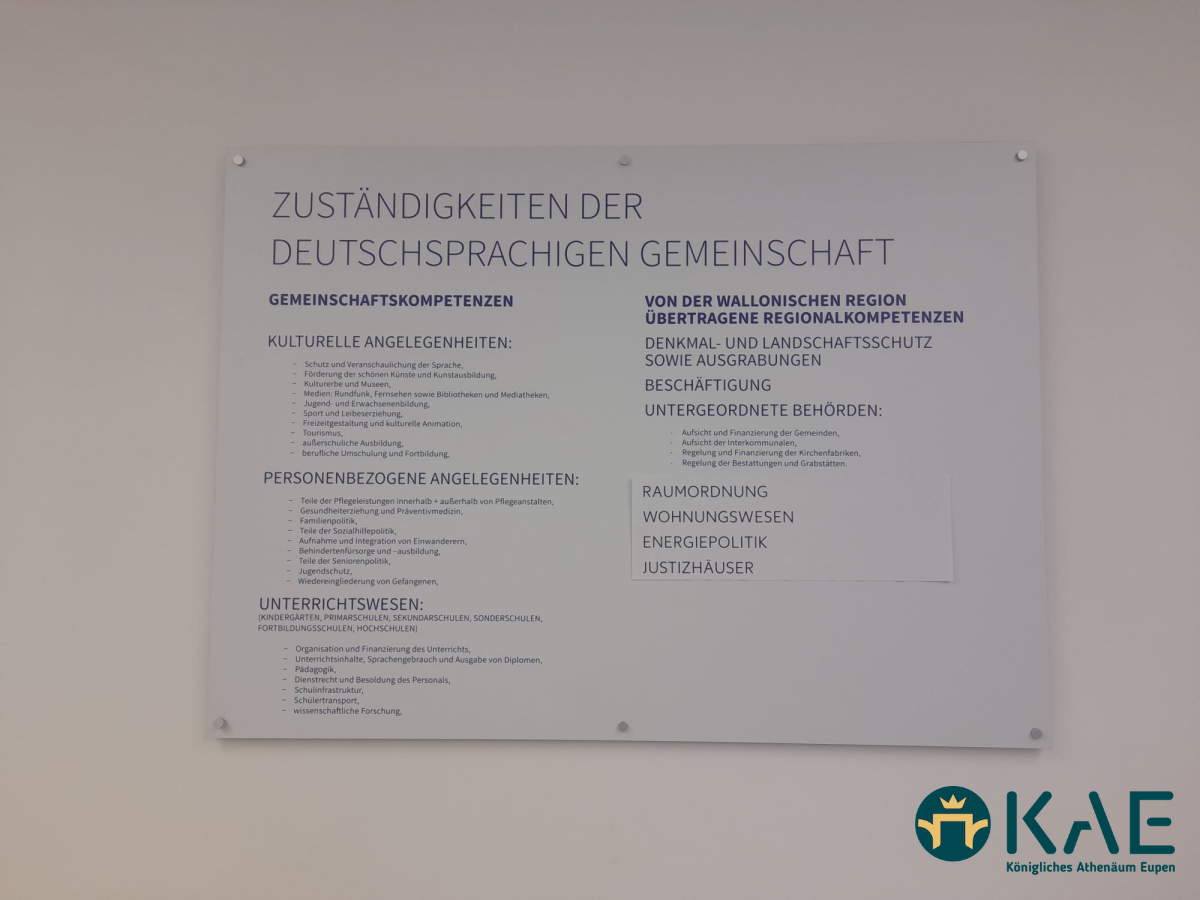 ZUSTÄNDIGKEITEN DER
DEUTSCHSPRACHIGEN GEMEINSCHAFT
GEMEINSCHAFTSKOMPETENZEN
KULTURELLE ANGELEGENHEITEN:
– Schutz und Veranschaulichung der Sprache,
– Förderung der schönen Künste und Kunstausbildung,
– Kulturerbe und Museen,
– Medien: Rundfunk, Fernsehen sowie Bibliotheken und Mediatheken,
– Jugend- und Erwachsenenbildung,
– Sport und Leibeserziehung,
– Freizeitgestaltung und kulturelle Animation,
– Tourismus,
– außerschuliche Ausbildung,
– berufliche Umschulung und Fortbildung,
PERSONENBEZOGENE ANGELEGENHEITEN:
– Teile der Pflegeleistungen innerhalb + außerhalb von Pflegeanstalten,
– Gesundheiterziehung und Präventivmedizin,
– Familienpolitik,
– Teile der Sozialhilfepolitik,
– Aufnahme und Integration von Einwanderern,
– Behindertenfürsorge und –ausbildung,
– Teile der Seniorenpolitik,
– Jugendschutz,
– Wiedereingliederung von Gefangenen,
UNTERRICHTSWESEN:
(KINDERGÄRTEN, PRIMARSCHULEN, SEKUNDARSCHULEN, SONDERSCHULEN,
FORTBILDUNGSSCHULEN, HOCHSCHULEN)
– Organisation und Finanzierung des Unterrichts,
– Unterrichtsinhalte, Sprachengebrauch und Ausgabe von Diplomen,
– Pädagogik,
– Dienstrecht und Besoldung des Personals,
– Schulinfrastruktur,
– Schülertransport,
– wissenschaftliche Forschung,
VON DER WALLONISCHEN REGION
ÜBERTRAGENE REGIONALKOMPETENZEN
DENKMAL- UND LANDSCHAFTSSCHUTZ
SOWIE AUSGRABUNGEN
BESCHÄFTIGUNG
UNTERGEORDNETE BEHÖRDEN:
· Aufsicht und Finanzierung der Gemeinden,
· Aufsicht der Interkommunalen,
· Regelung und Finanzierung der Kirchenfabriken,
· Regelung der Bestattungen und Grabstätten.
RAUMORDNUNG
WOHNUNGSWESEN
ENERGIEPOLITIK
JUSTIZHÄUSER
KAE
Königliches Athenäum Eupen